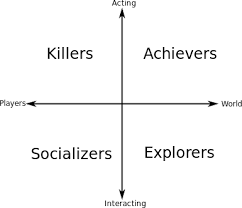 Acting
Killers Achievers
Players World
Socializers Explorers
Interacting